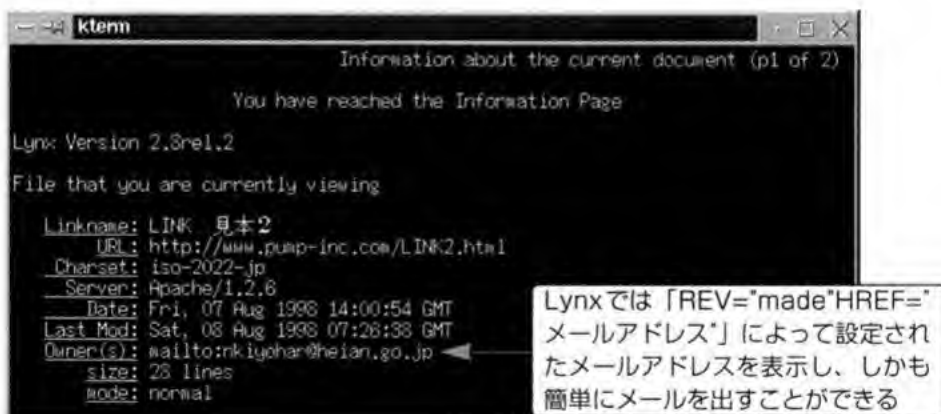 kterm
Information about the current document (p1 of 2)
You have reached the Information Page
Lynx Version 2.8rel.2
File that you are currently viewing
Linkname: LINK 見本2
URL: http://www.pump-inc.com/LINK2.html
Charset: iso-2022-jp
Server: Apache/1.2.6
Date: Fri, 07 Aug 1998 14:00:54 GMT
Last Mod: Sat, 08 Aug 1998 07:26:38 GMT
Owner(s): mailto:nkiyohar@heian.go.jp
size: 28 lines
mode: normal
Lynxでは「REV="made"HREF="
メールアドレス"」によって設定され
たメールアドレスを表示し、しかも
簡単にメールを出すことができる